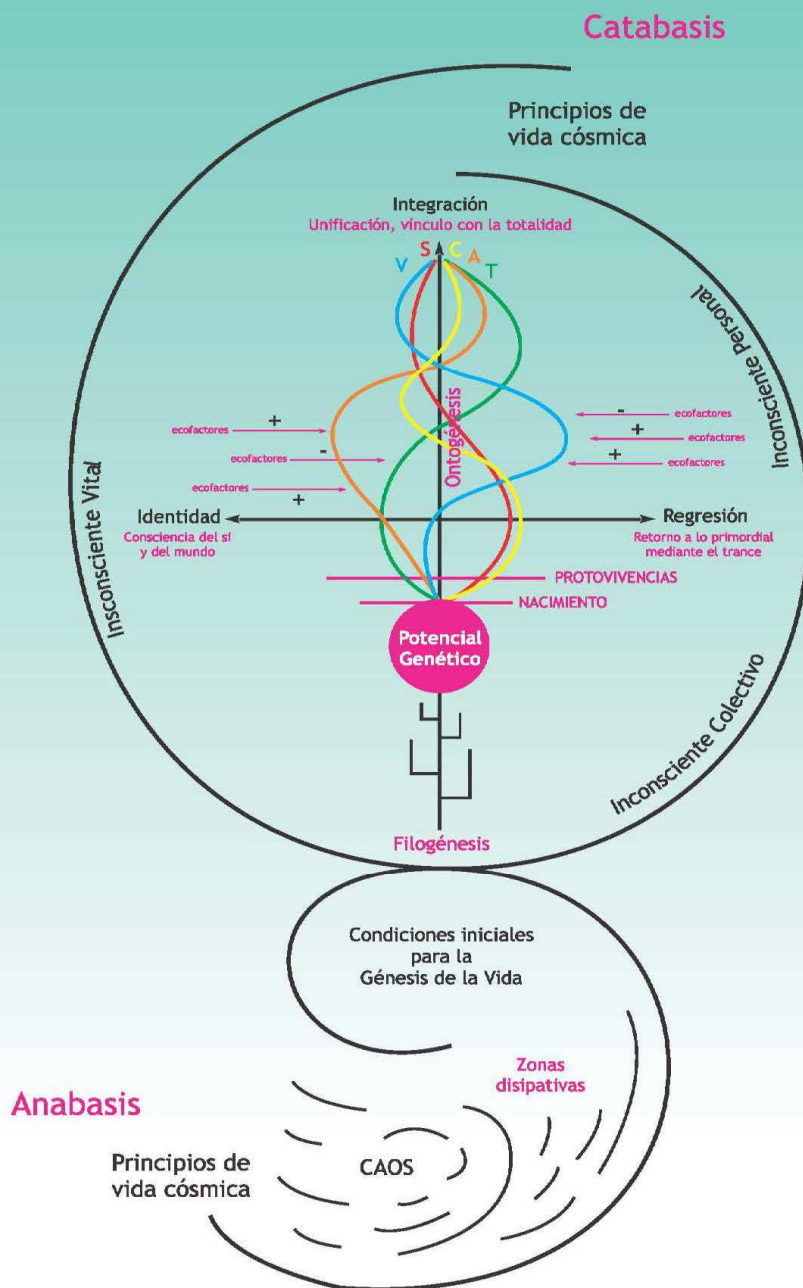 Catabasis
Principios de
vida cósmica
Integración
Unificación, vínculo con la totalidad
V S C A T
Inconsciente Personal
Insconsciente Vital
Ontogénesis
+
ecofactores
-
ecofactores
ecofactores
+
-
ecofactores
+
ecofactores
+
ecofactores
Identidad
Consciencia del sí
y del mundo
Regresión
Retorno a lo primordial
mediante el trance
PROTOVIVENCIAS
NACIMIENTO
Potencial
Genético
Inconsciente Colectivo
Filogénesis
Condiciones iniciales
para la
Génesis de la Vida
Zonas
disipativas
Anabasis
Principios de
vida cósmica
CAOS